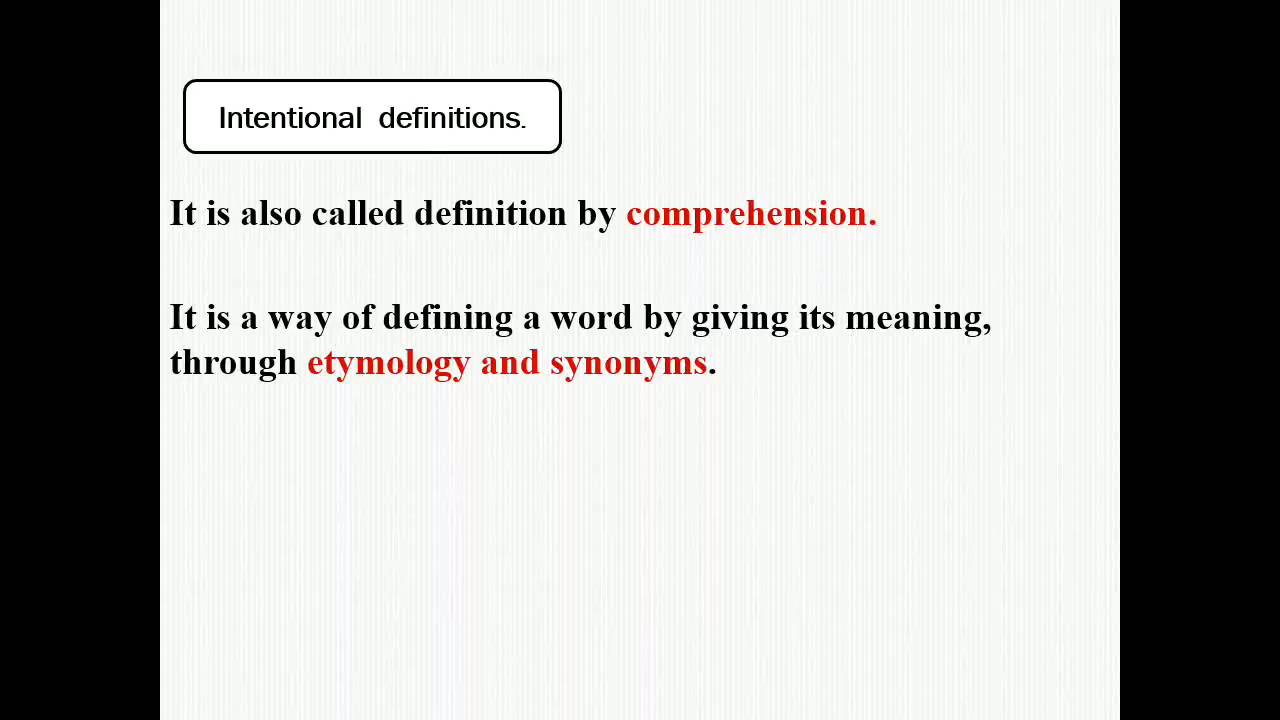 Intentional definitions.
It is also called definition by comprehension.
It is a way of defining a word by giving its meaning,
through etymology and synonyms.